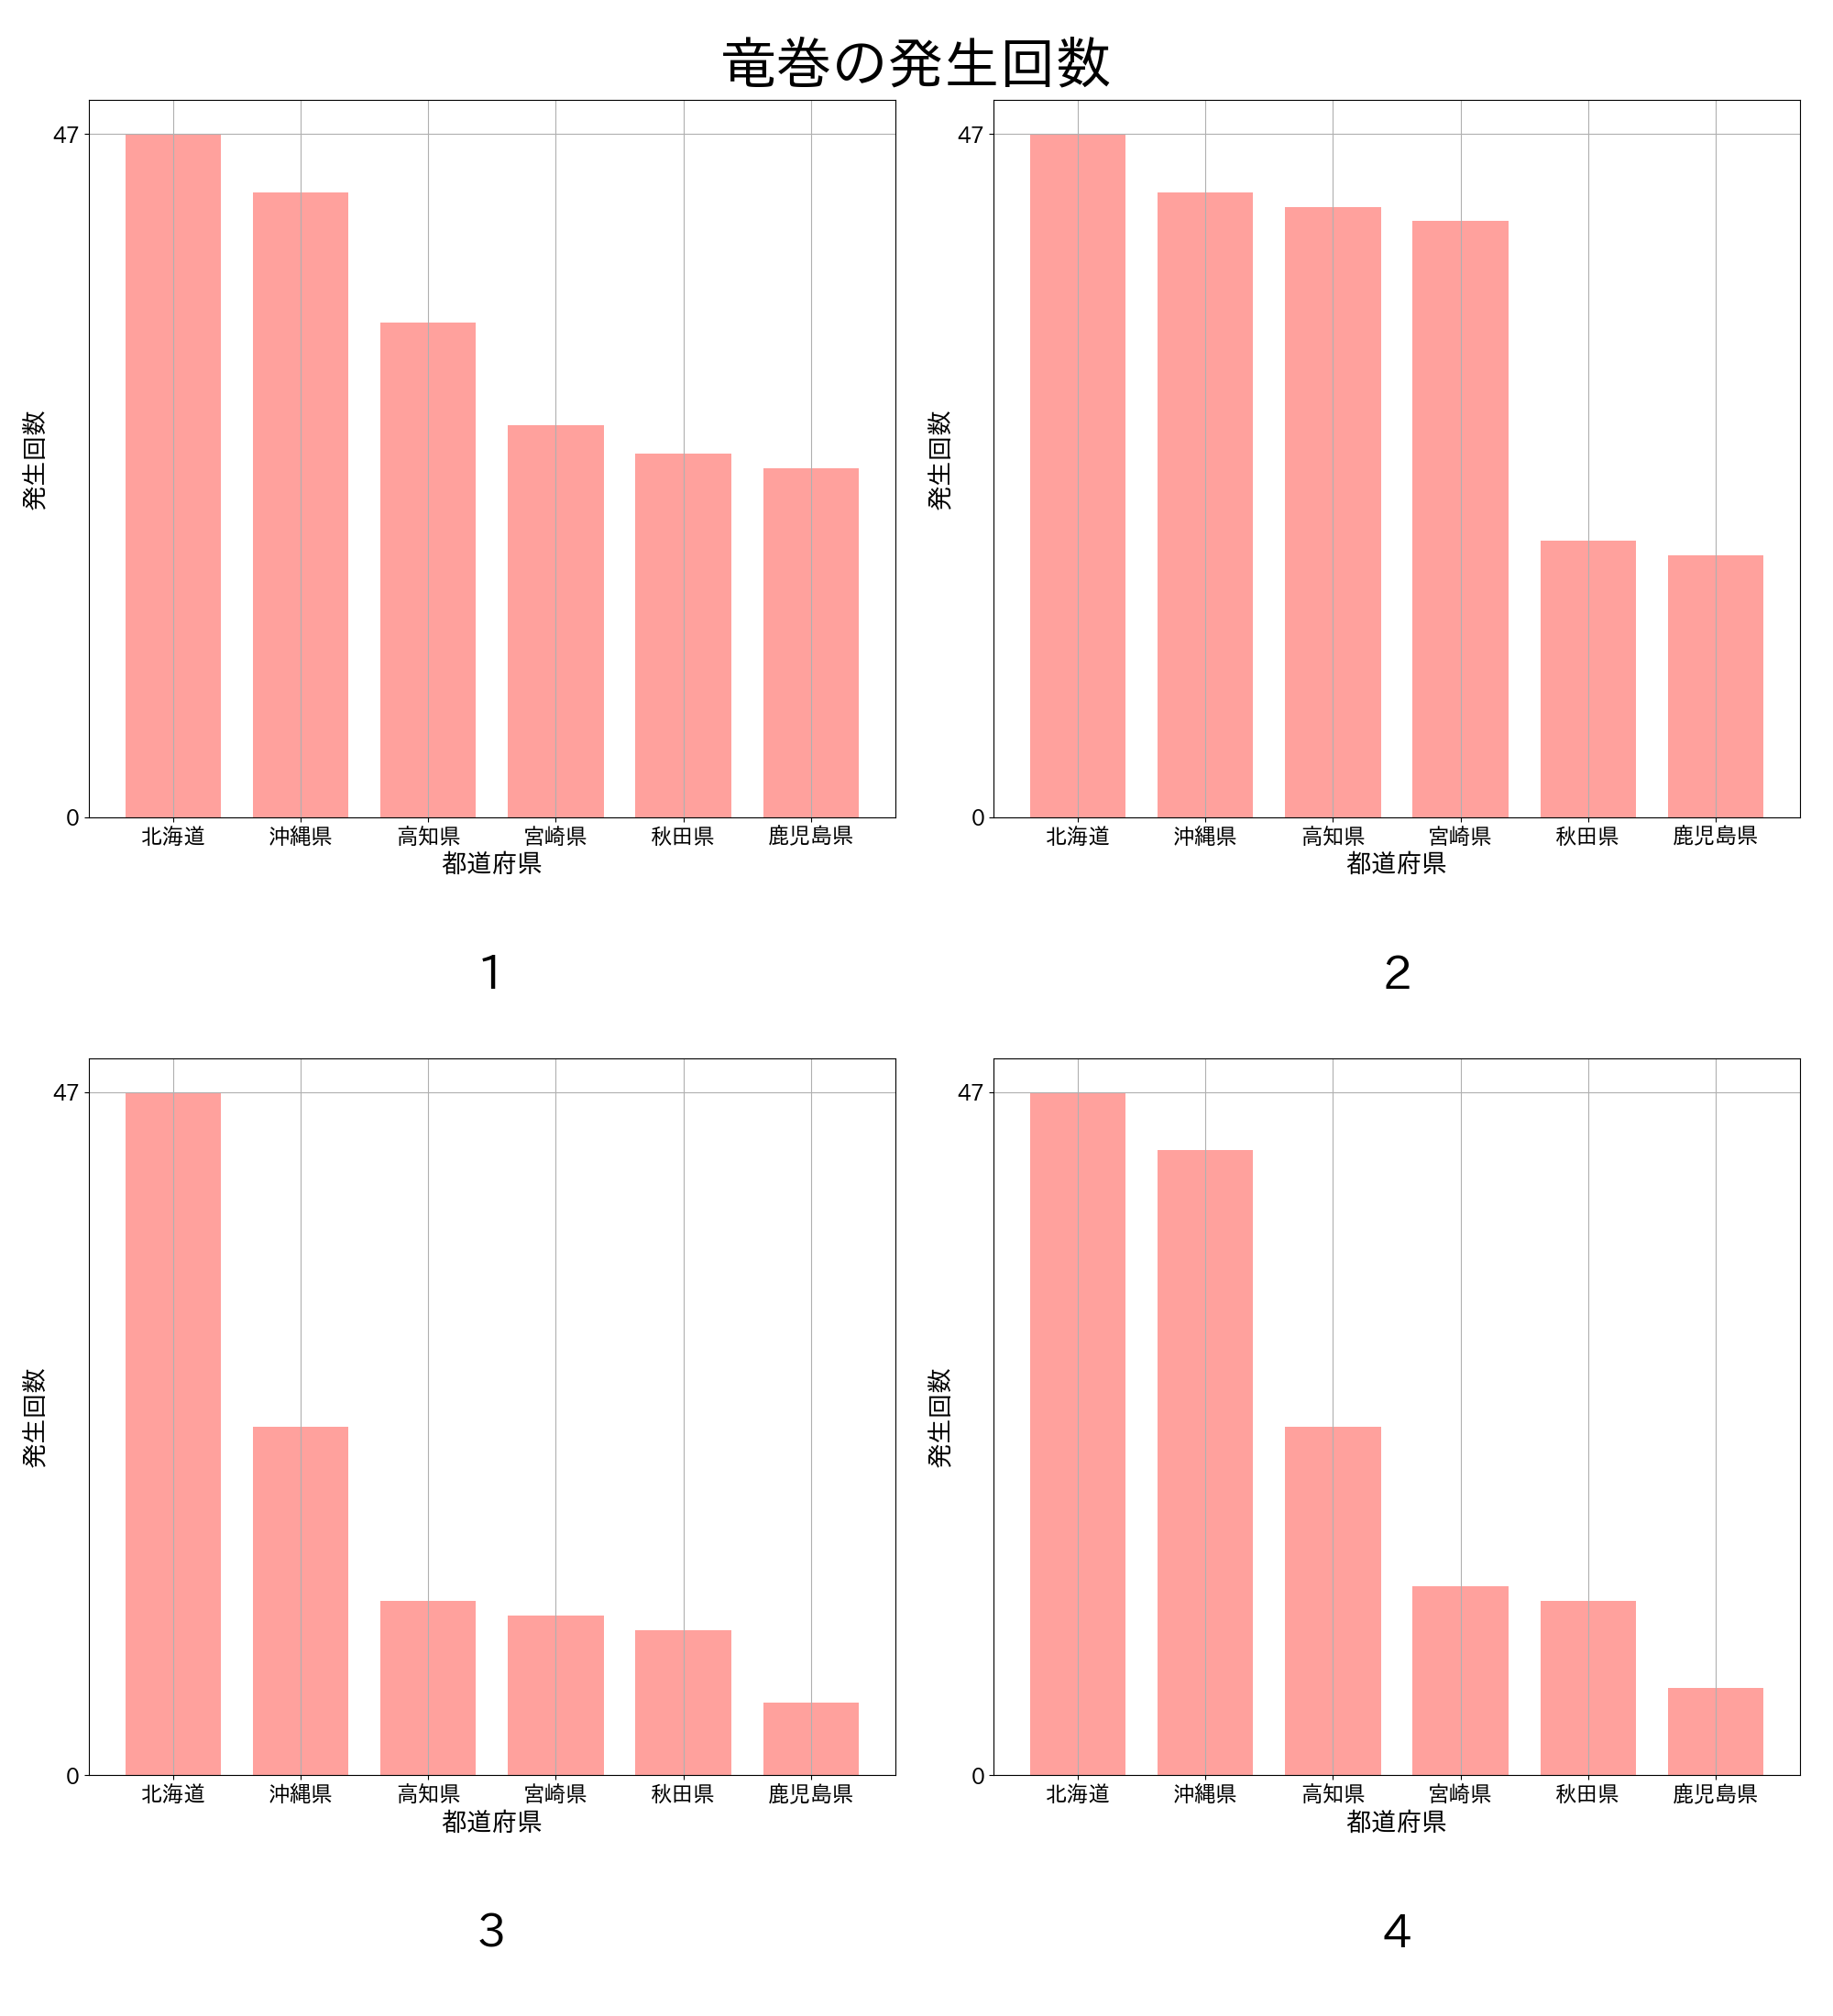 竜巻の発生回数
47
0
発生回数
北海道 沖縄県 高知県 宮崎県 秋田県 鹿児島県
都道府県
1
47
0
発生回数
北海道 沖縄県 高知県 宮崎県 秋田県 鹿児島県
都道府県
2
47
0
発生回数
北海道 沖縄県 高知県 宮崎県 秋田県 鹿児島県
都道府県
3
47
0
発生回数
北海道 沖縄県 高知県 宮崎県 秋田県 鹿児島県
都道府県
4